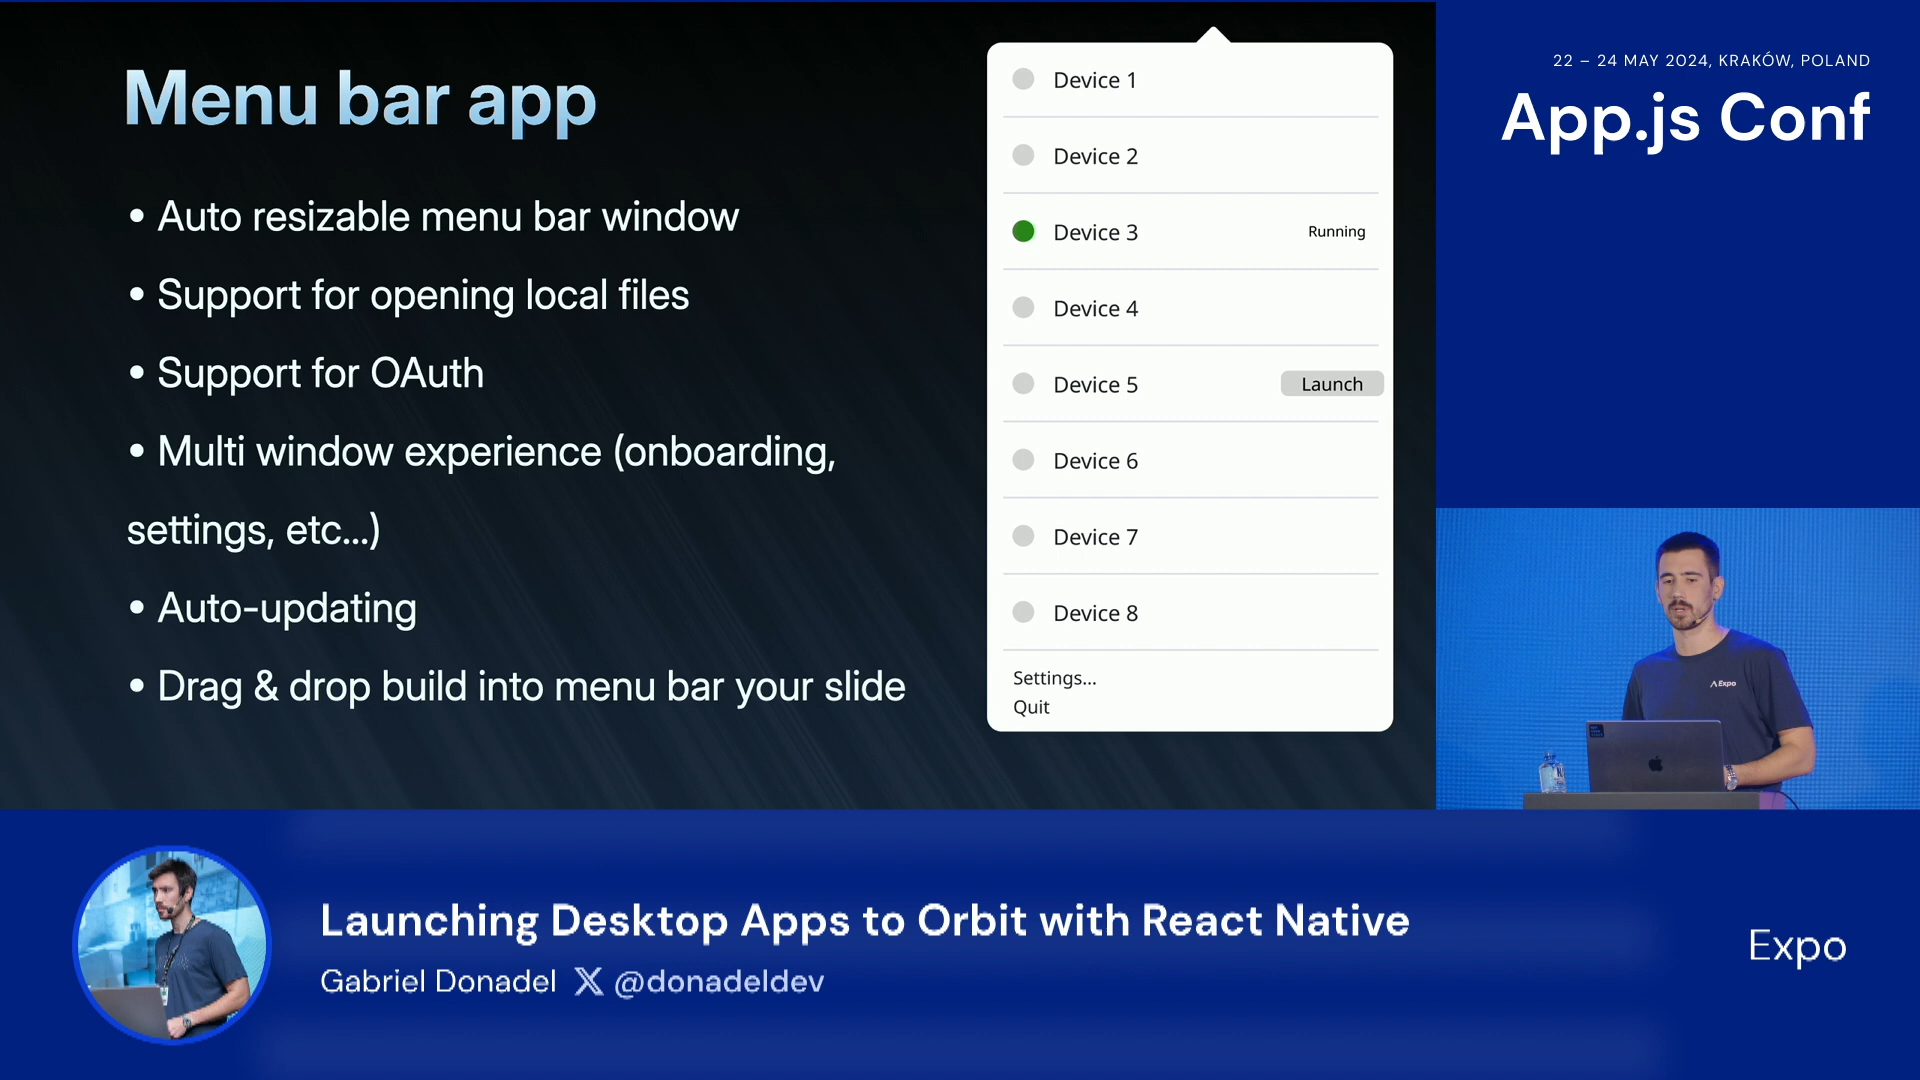 Menu bar app
• Auto resizable menu bar window
• Support for opening local files
• Support for OAuth
• Multi window experience (onboarding,
settings, etc...)
• Auto-updating
• Drag & drop build into menu bar your slide
Device 1
Device 2
Device 3 Running
Device 4
Device 5 Launch
Device 6
Device 7
Device 8
Settings...
Quit
22 – 24 MAY 2024, KRAKÓW, POLAND
App.js Conf
Expo
Launching Desktop Apps to Orbit with React Native
Gabriel Donadel X @donadeldev
Expo